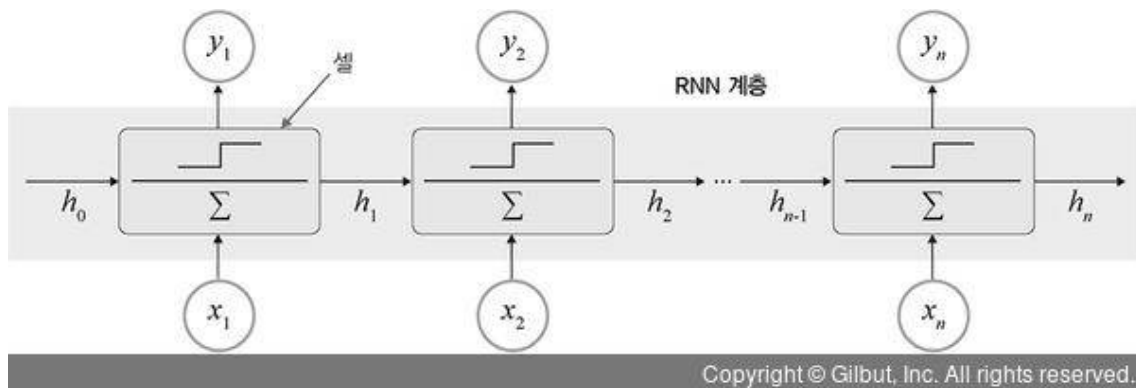 y₁ y₂ yₙ
셀
RNN 계층
h₀ h₁ h₂ ... hₙ₋₁ hₙ
Σ Σ Σ
x₁ x₂ xₙ
Copyright © Gilbut, Inc. All rights reserved.